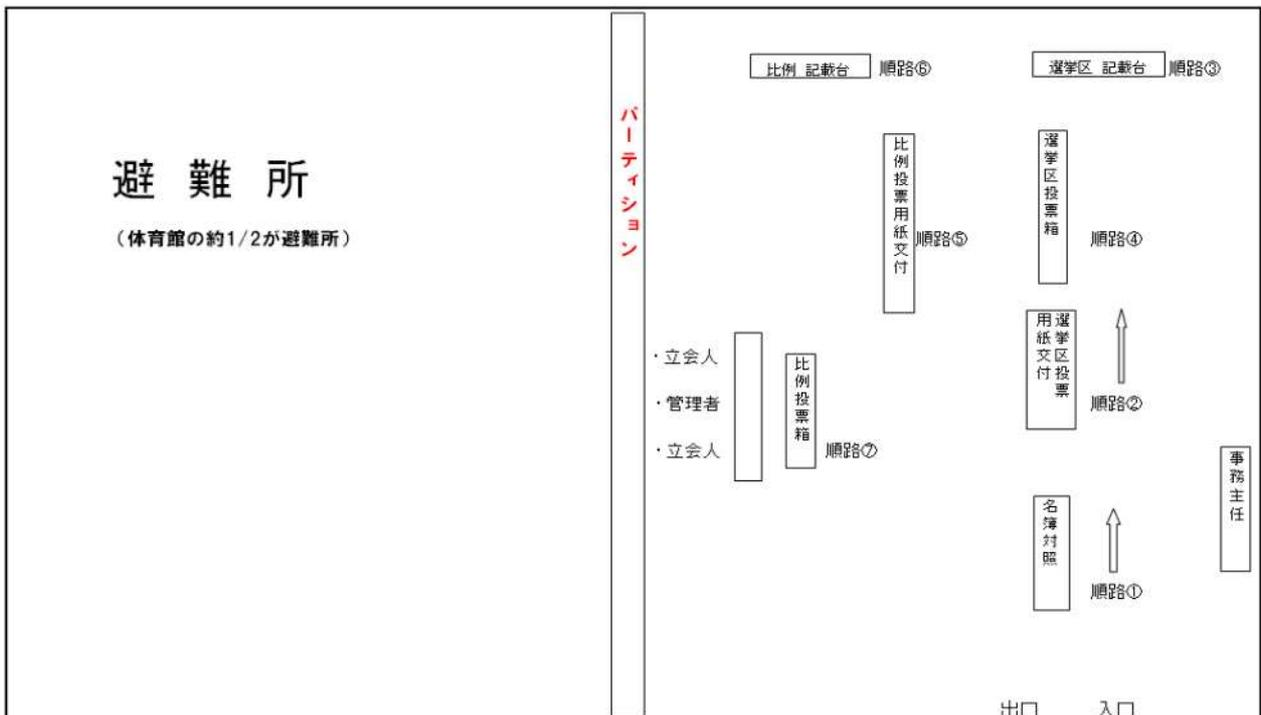 避 難 所
（体育館の約1/2が避難所）
パーティション
比例 記載台
順路⑥
選挙区 記載台
順路③
比例投票用紙交付
順路⑤
選挙区投票箱
順路④
選挙区投票
用紙交付
順路②
・立会人
・管理者
・立会人
比例投票箱
順路⑦
事務主任
名簿対照
順路①
出口
入口